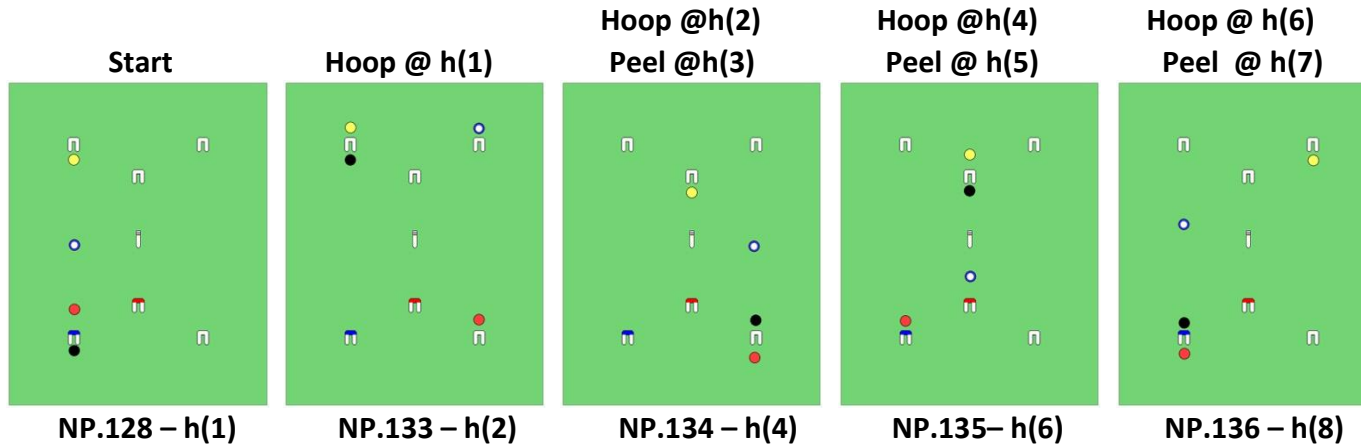 Hoop @h(2) Hoop @h(4) Hoop @ h(6)
Start Hoop @ h(1) Peel @h(3) Peel @ h(5) Peel @ h(7)
NP.128 – h(1) NP.133 – h(2) NP.134 – h(4) NP.135– h(6) NP.136 – h(8)